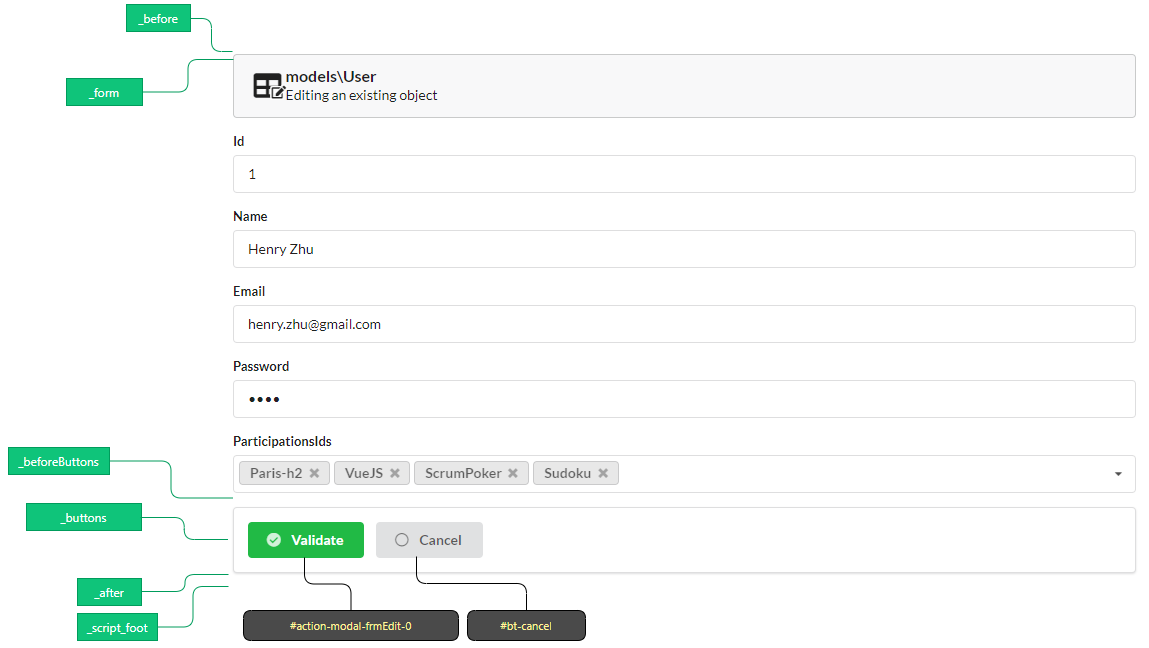 _before
_form
models\User
Editing an existing object
Id
1
Name
Henry Zhu
Email
henry.zhu@gmail.com
Password
••••
ParticipationsIds
_beforeButtons
Paris-h2 VueJS ScrumPoker Sudoku
_buttons
Validate Cancel
_after
_script_foot
#action-modal-frmEdit-0 #bt-cancel